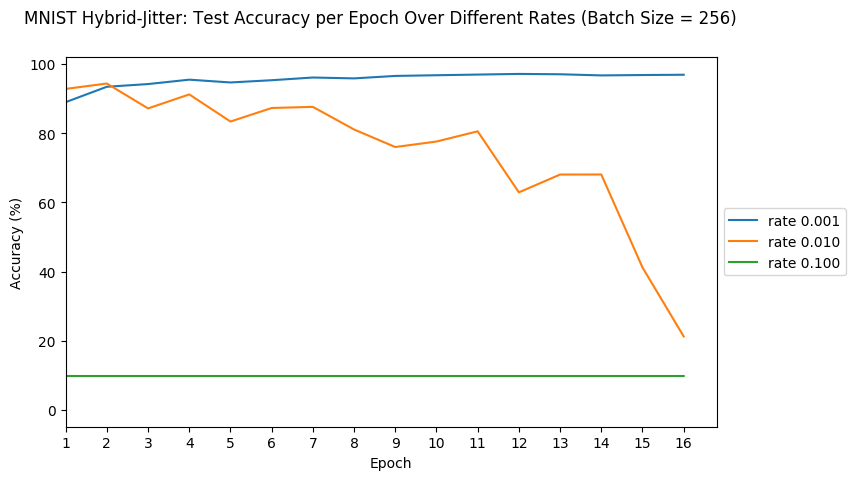 MNIST Hybrid-Jitter: Test Accuracy per Epoch Over Different Rates (Batch Size = 256)
100
80
60
40
20
0
Accuracy (%)
1 2 3 4 5 6 7 8 9 10 11 12 13 14 15 16
Epoch
rate 0.001
rate 0.010
rate 0.100